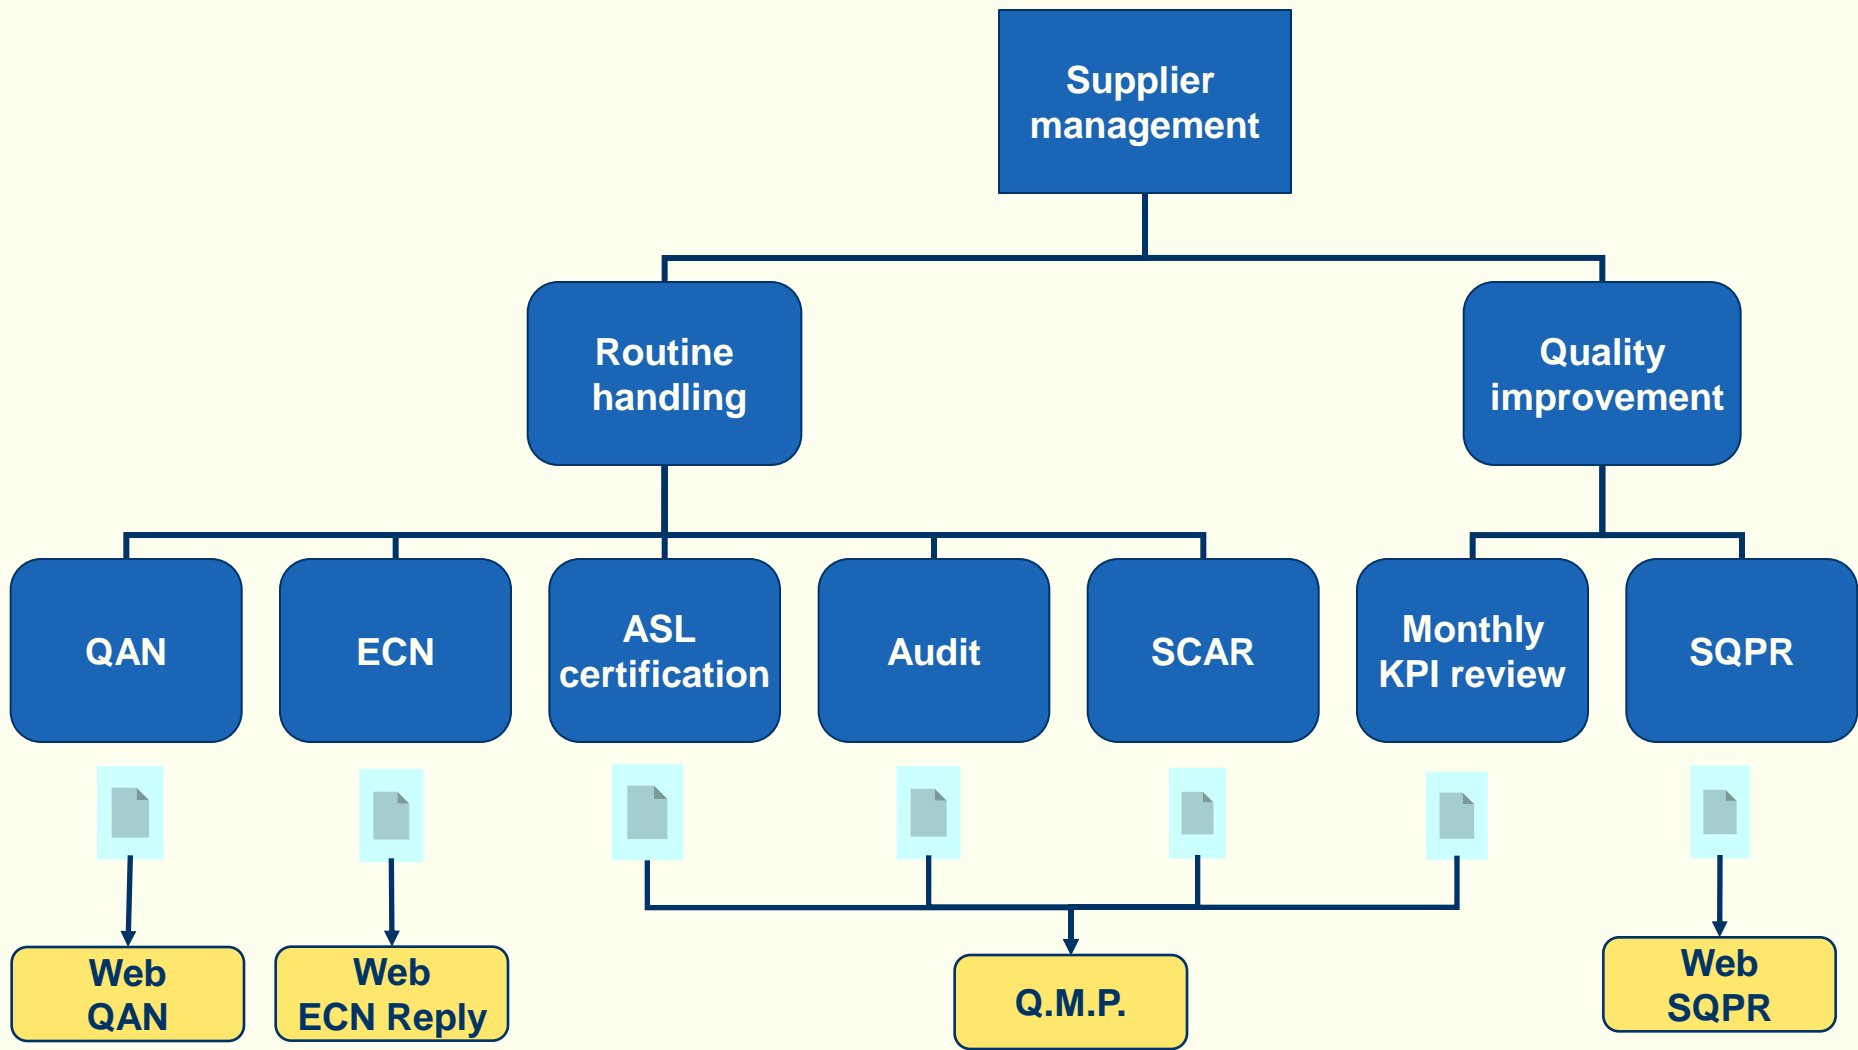 Supplier
management
Routine
handling
Quality
improvement
QAN
ECN
ASL
certification
Audit
SCAR
Monthly
KPI review
SQPR
Web
QAN
Web
ECN Reply
Q.M.P.
Web
SQPR